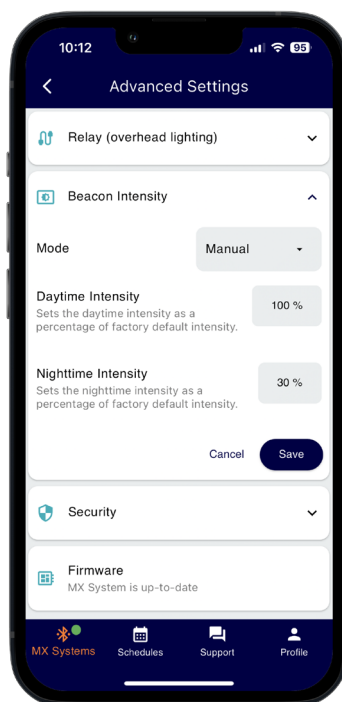 10:12
95
Advanced Settings
Relay (overhead lighting)
Beacon Intensity
Mode
Manual
Daytime Intensity
Sets the daytime intensity as a
percentage of factory default intensity.
100 %
Nighttime Intensity
Sets the nighttime intensity as a
percentage of factory default intensity.
30 %
Cancel
Save
Security
Firmware
MX System is up-to-date
MX Systems
Schedules
Support
Profile